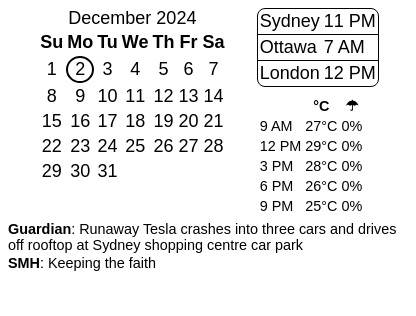 December 2024
Su Mo Tu We Th Fr Sa
1 2 3 4 5 6 7
8 9 10 11 12 13 14
15 16 17 18 19 20 21
22 23 24 25 26 27 28
29 30 31
Sydney 11 PM
Ottawa 7 AM
London 12 PM
°C ☂
9 AM 27°C 0%
12 PM 29°C 0%
3 PM 28°C 0%
6 PM 26°C 0%
9 PM 25°C 0%
Guardian: Runaway Tesla crashes into three cars and drives
off rooftop at Sydney shopping centre car park
SMH: Keeping the faith